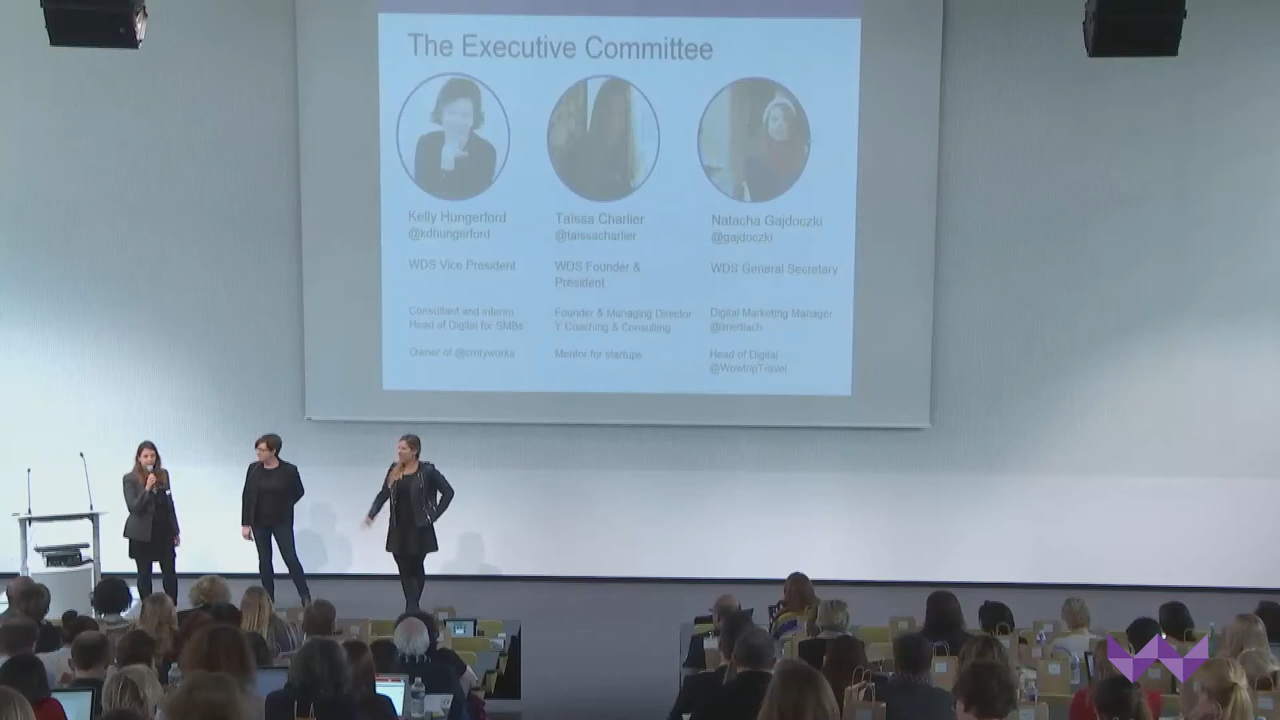 The Executive Committee
Kelly Hungerford
@kdhungerford
WDS Vice President
Consultant and interim
Head of Digital for SMBs
Owner of @cmtyworks
Taïssa Charlier
@taissacharlier
WDS Founder &
President
Founder & Managing Director
Y Coaching & Consulting
Mentor for startups
Natacha Gajdoczki
@gajdoczki
WDS General Secretary
Digital Marketing Manager
Head of Digital
@WowtripTravel